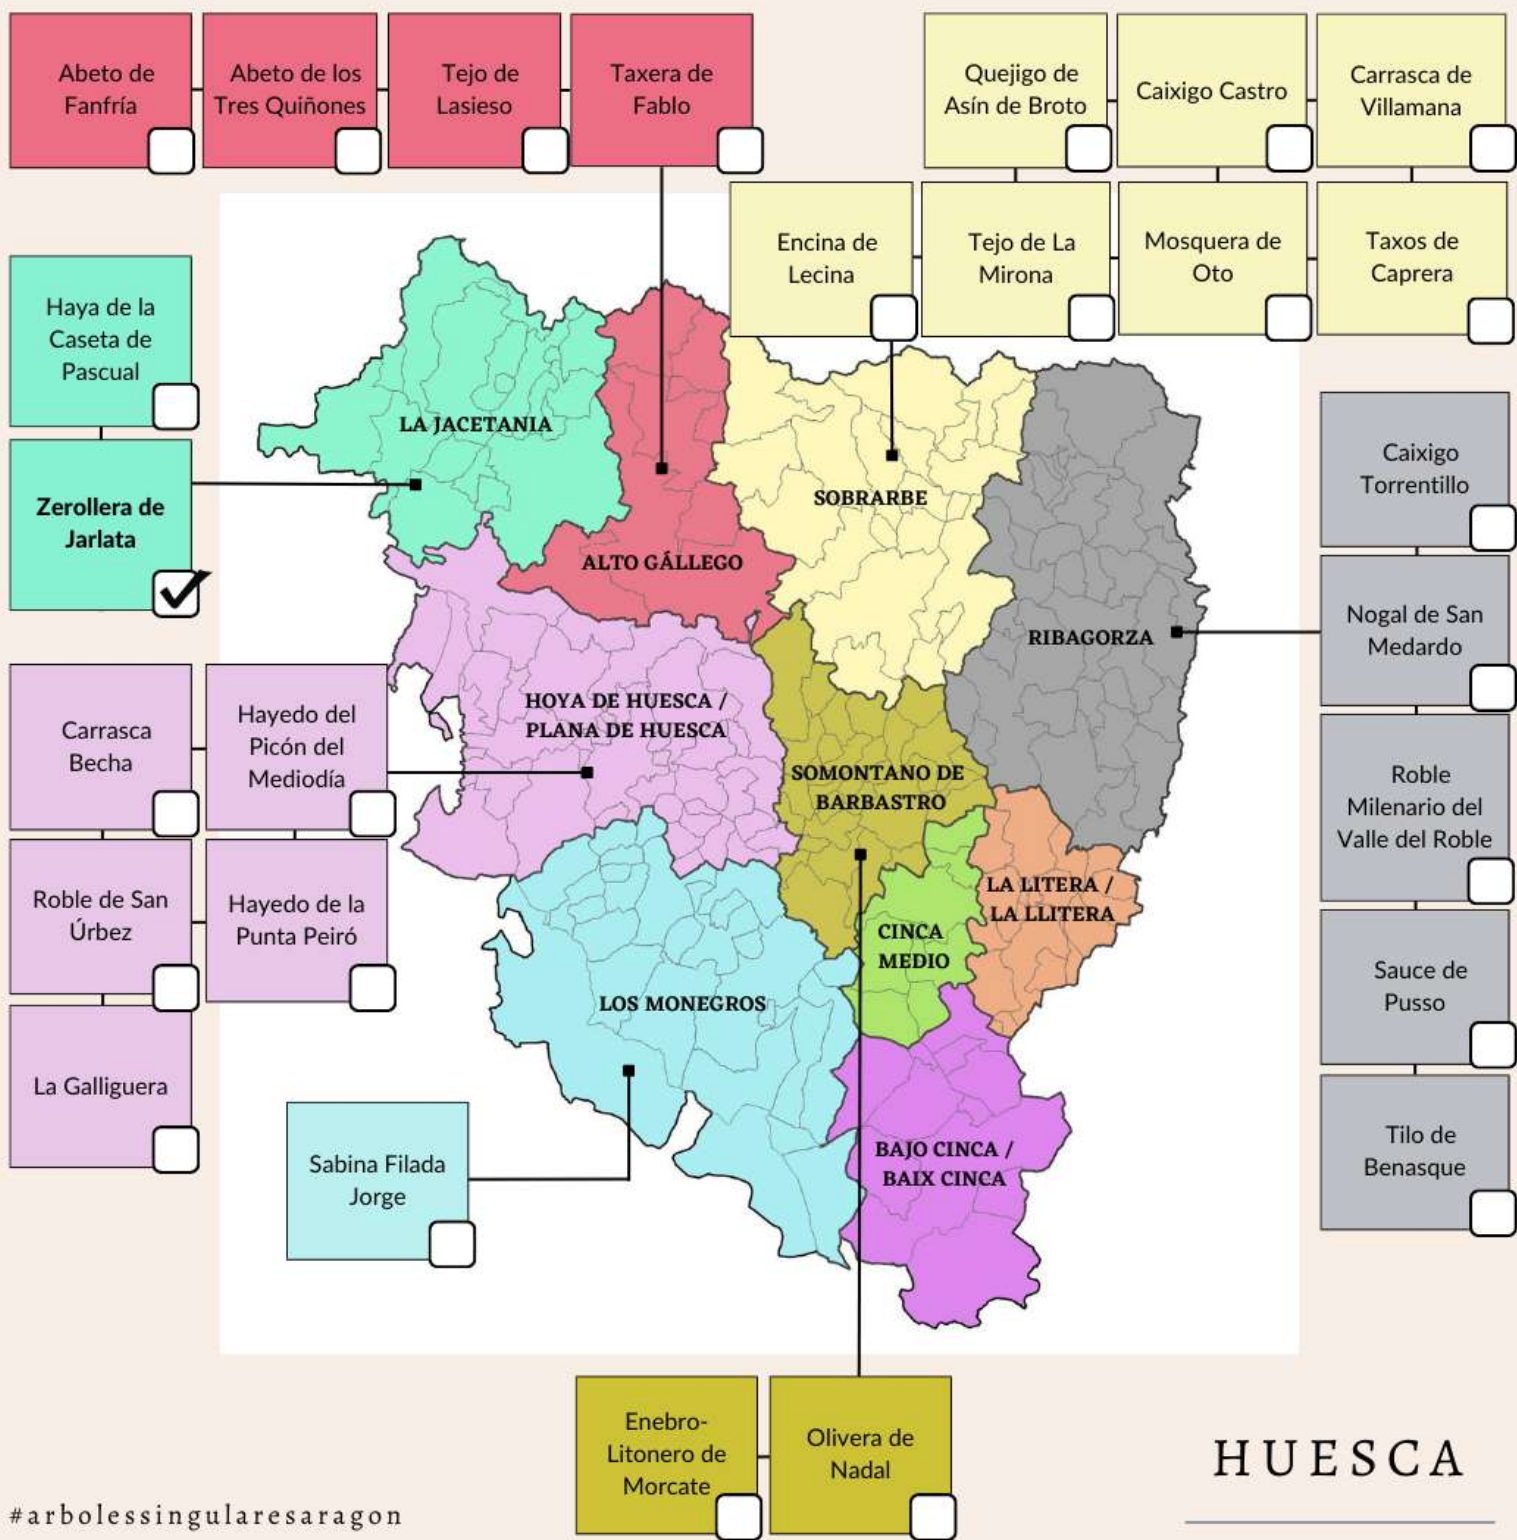 Abeto de
Fanfría
Abeto de los
Tres Quiñones
Tejo de
Lasieso
Taxera de
Fablo
Quejigo de
Asín de Broto
Caixigo Castro
Carrasca de
Villamana
Encina de
Lecina
Tejo de La
Mirona
Mosquera de
Oto
Taxos de
Caprera
Haya de la
Caseta de
Pascual
Zerollera de
Jarlata
LA JACETANIA
ALTO GÁLLEGO
SOBRARBE
RIBAGORZA
Caixigo
Torrentillo
Nogal de San
Medardo
Roble
Milenario del
Valle del Roble
Sauce de
Pusso
Tilo de
Benasque
Carrasca
Becha
Hayedo del
Picón del
Mediodía
Roble de San
Úrbez
Hayedo de la
Punta Peiró
La Galliguera
HOYA DE HUESCA /
PLANA DE HUESCA
SOMONTANO DE
BARBASTRO
LA LITERA /
LA LLITERA
CINCA
MEDIO
LOS MONEGROS
BAJO CINCA /
BAIX CINCA
Sabina Filada
Jorge
Enebro-
Litonero de
Morcate
Olivera de
Nadal
HUESCA
#arbolessingularesaragon